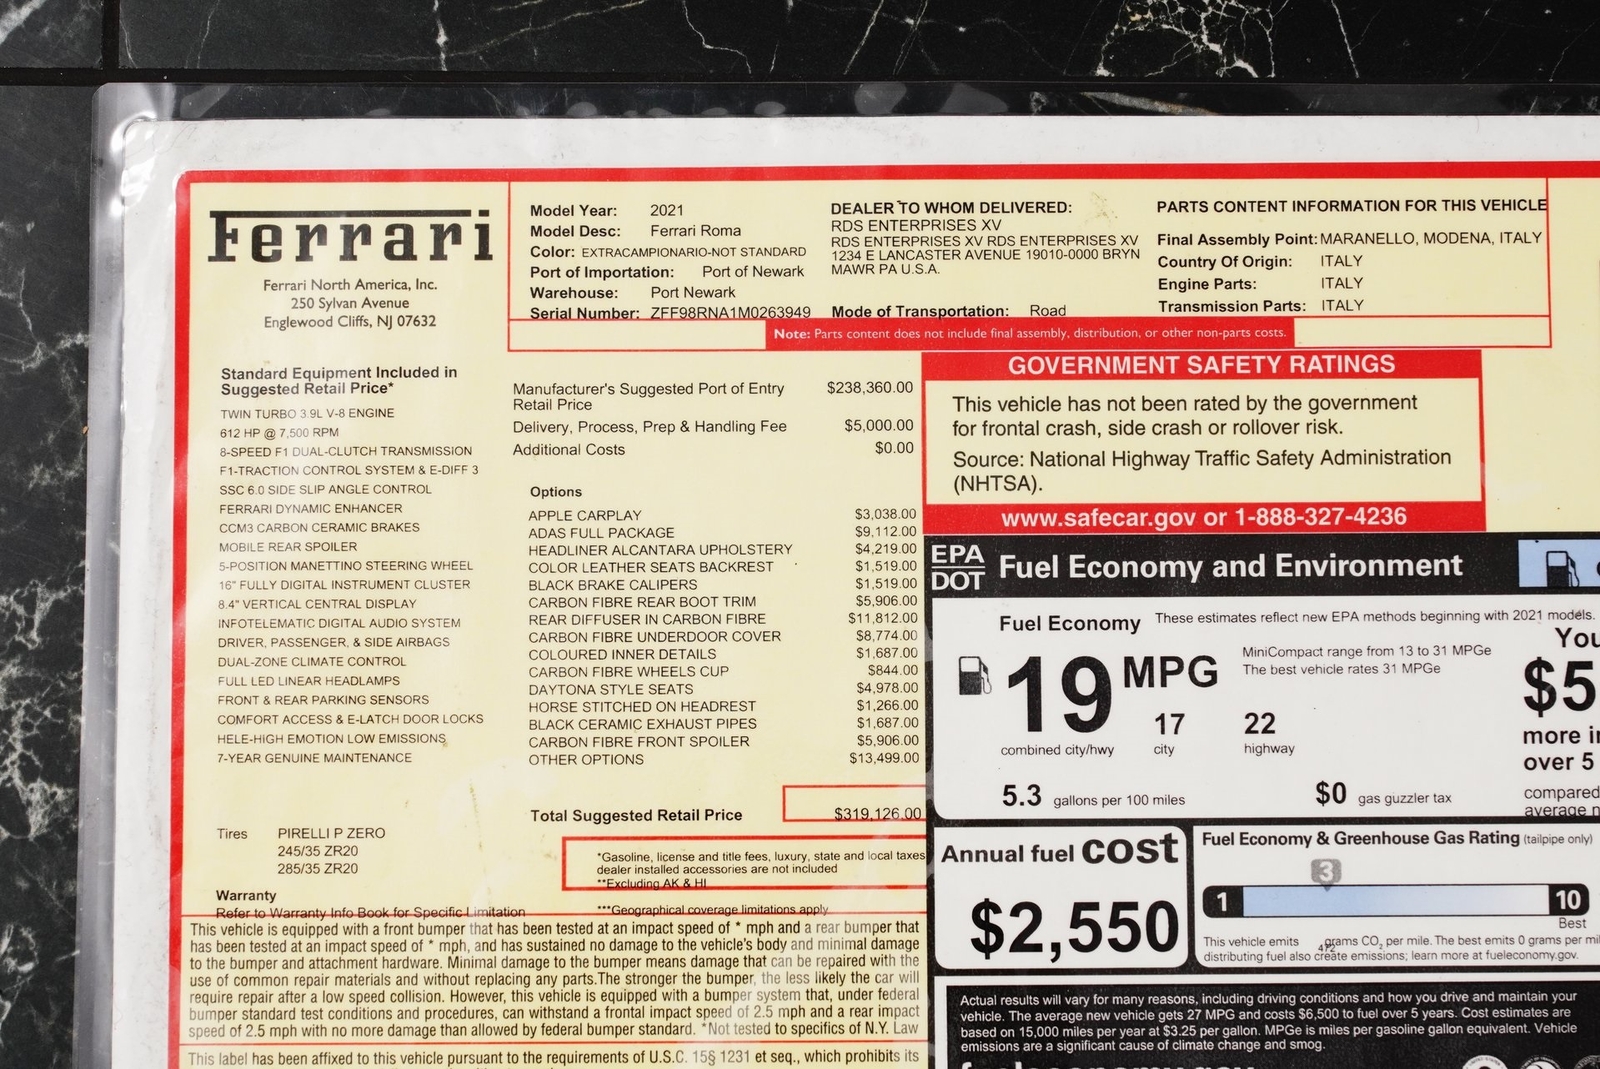 Ferrari
Ferrari North America, Inc.
250 Sylvan Avenue
Englewood Cliffs, NJ 07632
Model Year: 2021
Model Desc: Ferrari Roma
Color: EXTRACAMPIONARIO-NOT STANDARD
Port of Importation: Port of Newark
Warehouse: Port Newark
Serial Number: ZFF98RNA1M0263949
DEALER TO WHOM DELIVERED:
RDS ENTERPRISES XV
RDS ENTERPRISES XV RDS ENTERPRISES XV
1234 E LANCASTER AVENUE 19010-0000 BRYN
MAWR PA U.S.A.
Mode of Transportation: Road
PARTS CONTENT INFORMATION FOR THIS VEHICLE
Final Assembly Point: MARANELLO, MODENA, ITALY
Country Of Origin: ITALY
Engine Parts: ITALY
Transmission Parts: ITALY
Note: Parts content does not include final assembly, distribution, or other non-parts costs.
Standard Equipment Included in
Suggested Retail Price*
TWIN TURBO 3.9L V-8 ENGINE
612 HP @ 7,500 RPM
8-SPEED F1 DUAL-CLUTCH TRANSMISSION
F1-TRACTION CONTROL SYSTEM & E-DIFF 3
SSC 6.0 SIDE SLIP ANGLE CONTROL
FERRARI DYNAMIC ENHANCER
CCM3 CARBON CERAMIC BRAKES
MOBILE REAR SPOILER
5-POSITION MANETTINO STEERING WHEEL
16" FULLY DIGITAL INSTRUMENT CLUSTER
8.4" VERTICAL CENTRAL DISPLAY
INFOTELEMATIC DIGITAL AUDIO SYSTEM
DRIVER, PASSENGER, & SIDE AIRBAGS
DUAL-ZONE CLIMATE CONTROL
FULL LED LINEAR HEADLAMPS
FRONT & REAR PARKING SENSORS
COMFORT ACCESS & E-LATCH DOOR LOCKS
HELE-HIGH EMOTION LOW EMISSIONS
7-YEAR GENUINE MAINTENANCE
Tires PIRELLI P ZERO
245/35 ZR20
285/35 ZR20
Warranty
Refer to Warranty Info Book for Specific Limitation
Manufacturer's Suggested Port of Entry $238,360.00
Retail Price
Delivery, Process, Prep & Handling Fee $5,000.00
Additional Costs $0.00
Options
APPLE CARPLAY $3,038.00
ADAS FULL PACKAGE $9,112.00
HEADLINER ALCANTARA UPHOLSTERY $4,219.00
COLOR LEATHER SEATS BACKREST $1,519.00
BLACK BRAKE CALIPERS $1,519.00
CARBON FIBRE REAR BOOT TRIM $5,906.00
REAR DIFFUSER IN CARBON FIBRE $11,812.00
CARBON FIBRE UNDERDOOR COVER $8,774.00
COLOURED INNER DETAILS $1,687.00
CARBON FIBRE WHEELS CUP $844.00
DAYTONA STYLE SEATS $4,978.00
HORSE STITCHED ON HEADREST $1,266.00
BLACK CERAMIC EXHAUST PIPES $1,687.00
CARBON FIBRE FRONT SPOILER $5,906.00
OTHER OPTIONS $13,499.00
Total Suggested Retail Price $319,126.00
*Gasoline, license and title fees, luxury, state and local taxes
dealer installed accessories are not included
**Excluding AK & HI
***Geographical coverage limitations apply
This vehicle is equipped with a front bumper that has been tested at an impact speed of * mph and a rear bumper that
has been tested at an impact speed of * mph, and has sustained no damage to the vehicle's body and minimal damage
to the bumper and attachment hardware. Minimal damage to the bumper means damage that can be repaired with the
use of common repair materials and without replacing any parts.The stronger the bumper, the less likely the car will
require repair after a low speed collision. However, this vehicle is equipped with a bumper system that, under federal
bumper standard test conditions and procedures, can withstand a frontal impact speed of 2.5 mph and a rear impact
speed of 2.5 mph with no more damage than allowed by federal bumper standard. *Not tested to specifics of N.Y. Law
This label has been affixed to this vehicle pursuant to the requirements of U.S.C. 15§ 1231 et seq., which prohibits its
GOVERNMENT SAFETY RATINGS
This vehicle has not been rated by the government
for frontal crash, side crash or rollover risk.
Source: National Highway Traffic Safety Administration
(NHTSA).
www.safecar.gov or 1-888-327-4236
EPA
DOT
Fuel Economy and Environment
Fuel Economy
These estimates reflect new EPA methods beginning with 2021 models.
19 MPG
combined city/hwy
17
city
22
highway
MiniCompact range from 13 to 31 MPGe
The best vehicle rates 31 MPGe
5.3 gallons per 100 miles
$0 gas guzzler tax
You
$5
more in
over 5
compared
average n
Annual fuel cost
$2,550
Fuel Economy & Greenhouse Gas Rating (tailpipe only)
3
1
10
Best
This vehicle emits 472 grams CO2 per mile. The best emits 0 grams per mi
distributing fuel also create emissions; learn more at fueleconomy.gov.
Actual results will vary for many reasons, including driving conditions and how you drive and maintain your
vehicle. The average new vehicle gets 27 MPG and costs $6,500 to fuel over 5 years. Cost estimates are
based on 15,000 miles per year at $3.25 per gallon. MPGe is miles per gasoline gallon equivalent. Vehicle
emissions are a significant cause of climate change and smog.